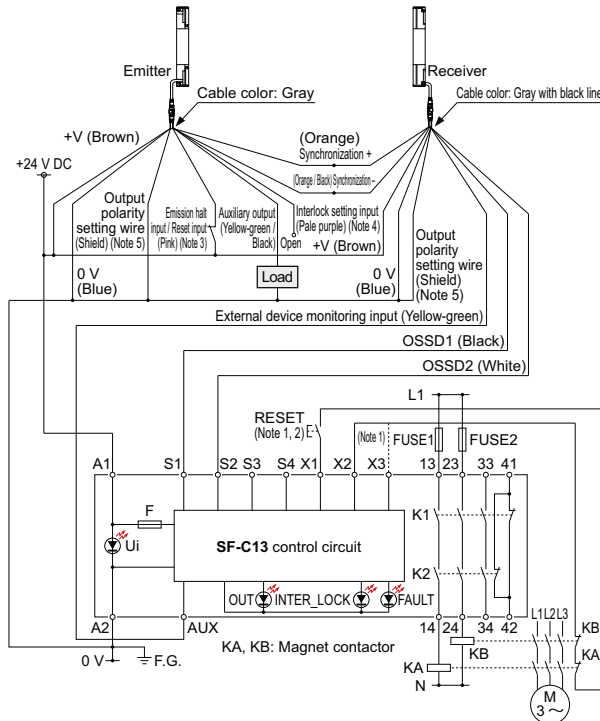 Emitter
Receiver
Cable color: Gray
Cable color: Gray with black line
+V (Brown)
(Orange)
Synchronization +
+24 V DC
(Orange / Black) Synchronization –
Output
polarity
setting wire
(Shield) (Note 5)
Emission halt
input / Reset input
(Pink) (Note 3)
Auxiliary output
(Yellow-green /
Black)
Interlock setting input
(Pale purple) (Note 4)
Open
+V (Brown)
Output
polarity
setting wire
(Shield)
(Note 5)
0 V
(Blue)
Load
0 V
(Blue)
External device monitoring input (Yellow-green)
OSSD1 (Black)
OSSD2 (White)
L1
RESET
(Note 1, 2)
(Note 1)
FUSE1
FUSE2
A1 S1 S2 S3 S4 X1 X2 X3 13 23 33 41
F
K1
Ui
SF-C13 control circuit
K2
OUT INTER_LOCK FAULT
A2 AUX 14 24 34 42
L1L2L3
KA, KB: Magnet contactor
KB
KB
KA
KA
0 V
F.G.
N
M
3 ~